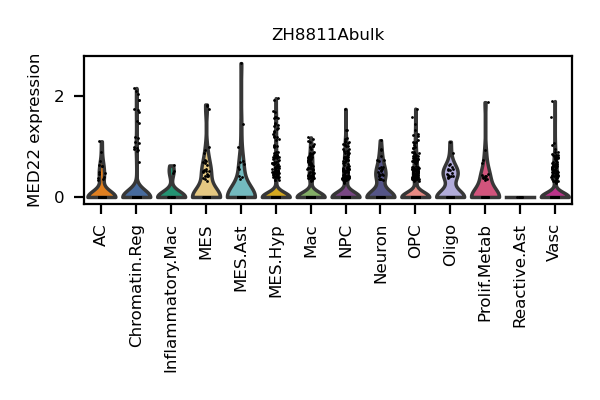 ZH8811Abulk
MED22 expression
2
0
AC
Chromatin.Reg
Inflammatory.Mac
MES
MES.Ast
MES.Hyp
Mac
NPC
Neuron
OPC
Oligo
Prolif.Metab
Reactive.Ast
Vasc